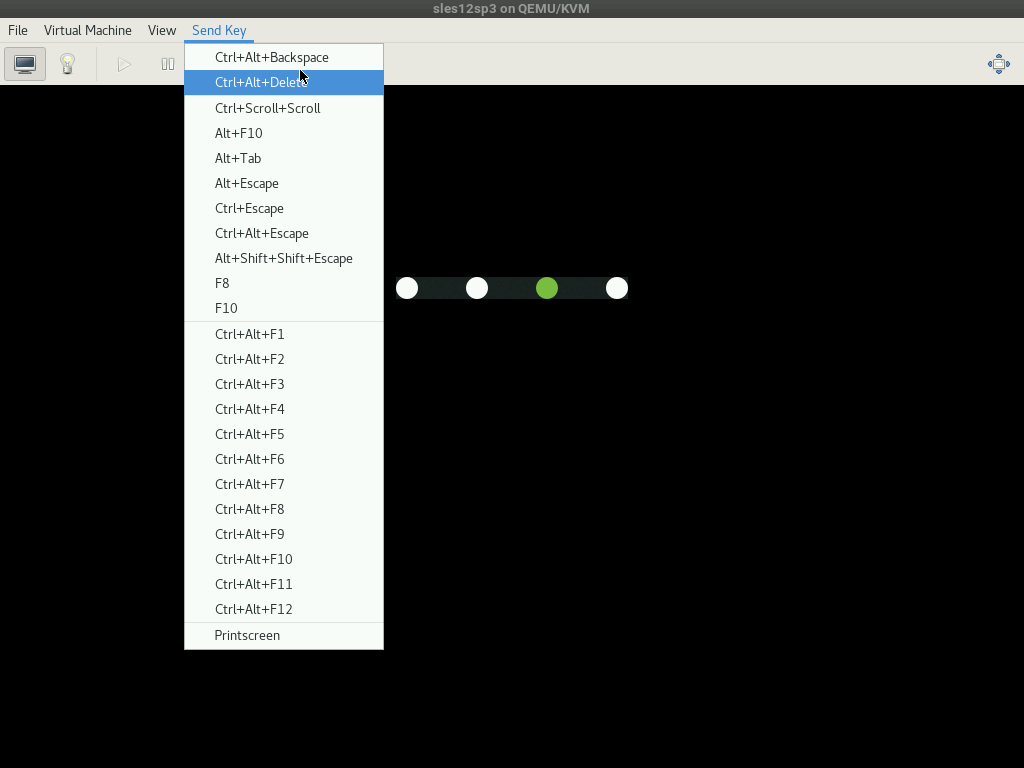 sles12sp3 on QEMU/KVM
File Virtual Machine View Send Key
Ctrl+Alt+Backspace
Ctrl+Alt+Delete
Ctrl+Scroll+Scroll
Alt+F10
Alt+Tab
Alt+Escape
Ctrl+Escape
Ctrl+Alt+Escape
Alt+Shift+Shift+Escape
F8
F10
Ctrl+Alt+F1
Ctrl+Alt+F2
Ctrl+Alt+F3
Ctrl+Alt+F4
Ctrl+Alt+F5
Ctrl+Alt+F6
Ctrl+Alt+F7
Ctrl+Alt+F8
Ctrl+Alt+F9
Ctrl+Alt+F10
Ctrl+Alt+F11
Ctrl+Alt+F12
Printscreen